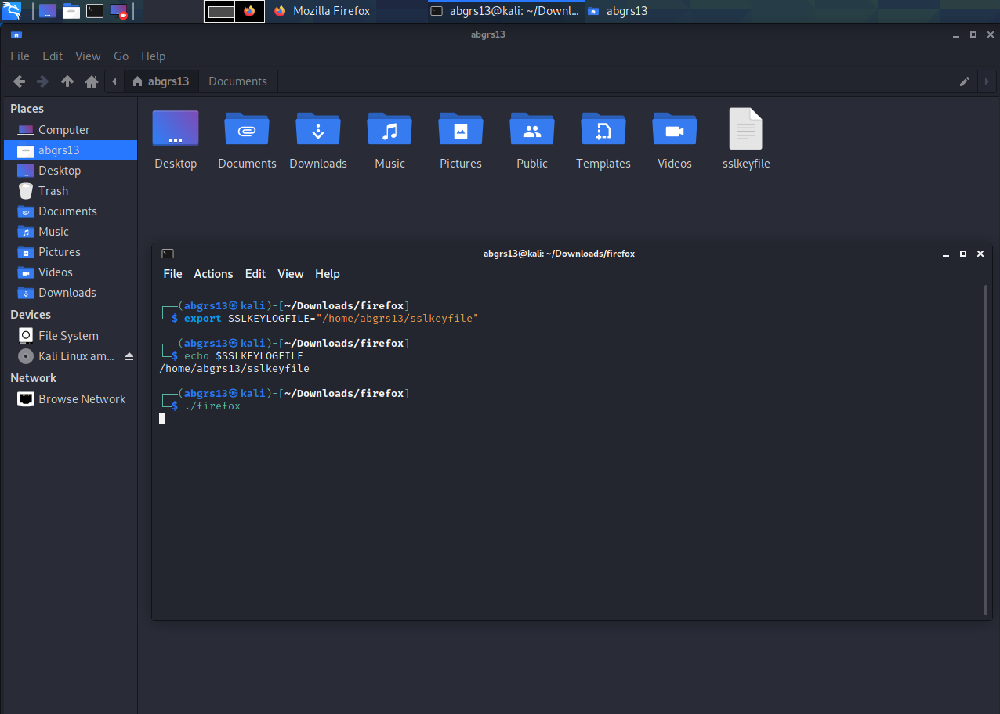 Mozilla Firefox
abgrs13@kali: ~/Downl...
abgrs13
abgrs13
File Edit View Go Help
abgrs13 Documents
Places
Computer
abgrs13
Desktop
Trash
Documents
Music
Pictures
Videos
Downloads
Devices
File System
Kali Linux am...
Network
Browse Network
Desktop Documents Downloads Music Pictures Public Templates Videos sslkeyfile
abgrs13@kali: ~/Downloads/firefox
File Actions Edit View Help
┌──(abgrs13㉿kali)-[~/Downloads/firefox]
└─$ export SSLKEYLOGFILE="/home/abgrs13/sslkeyfile"
┌──(abgrs13㉿kali)-[~/Downloads/firefox]
└─$ echo $SSLKEYLOGFILE
/home/abgrs13/sslkeyfile
┌──(abgrs13㉿kali)-[~/Downloads/firefox]
└─$ ./firefox